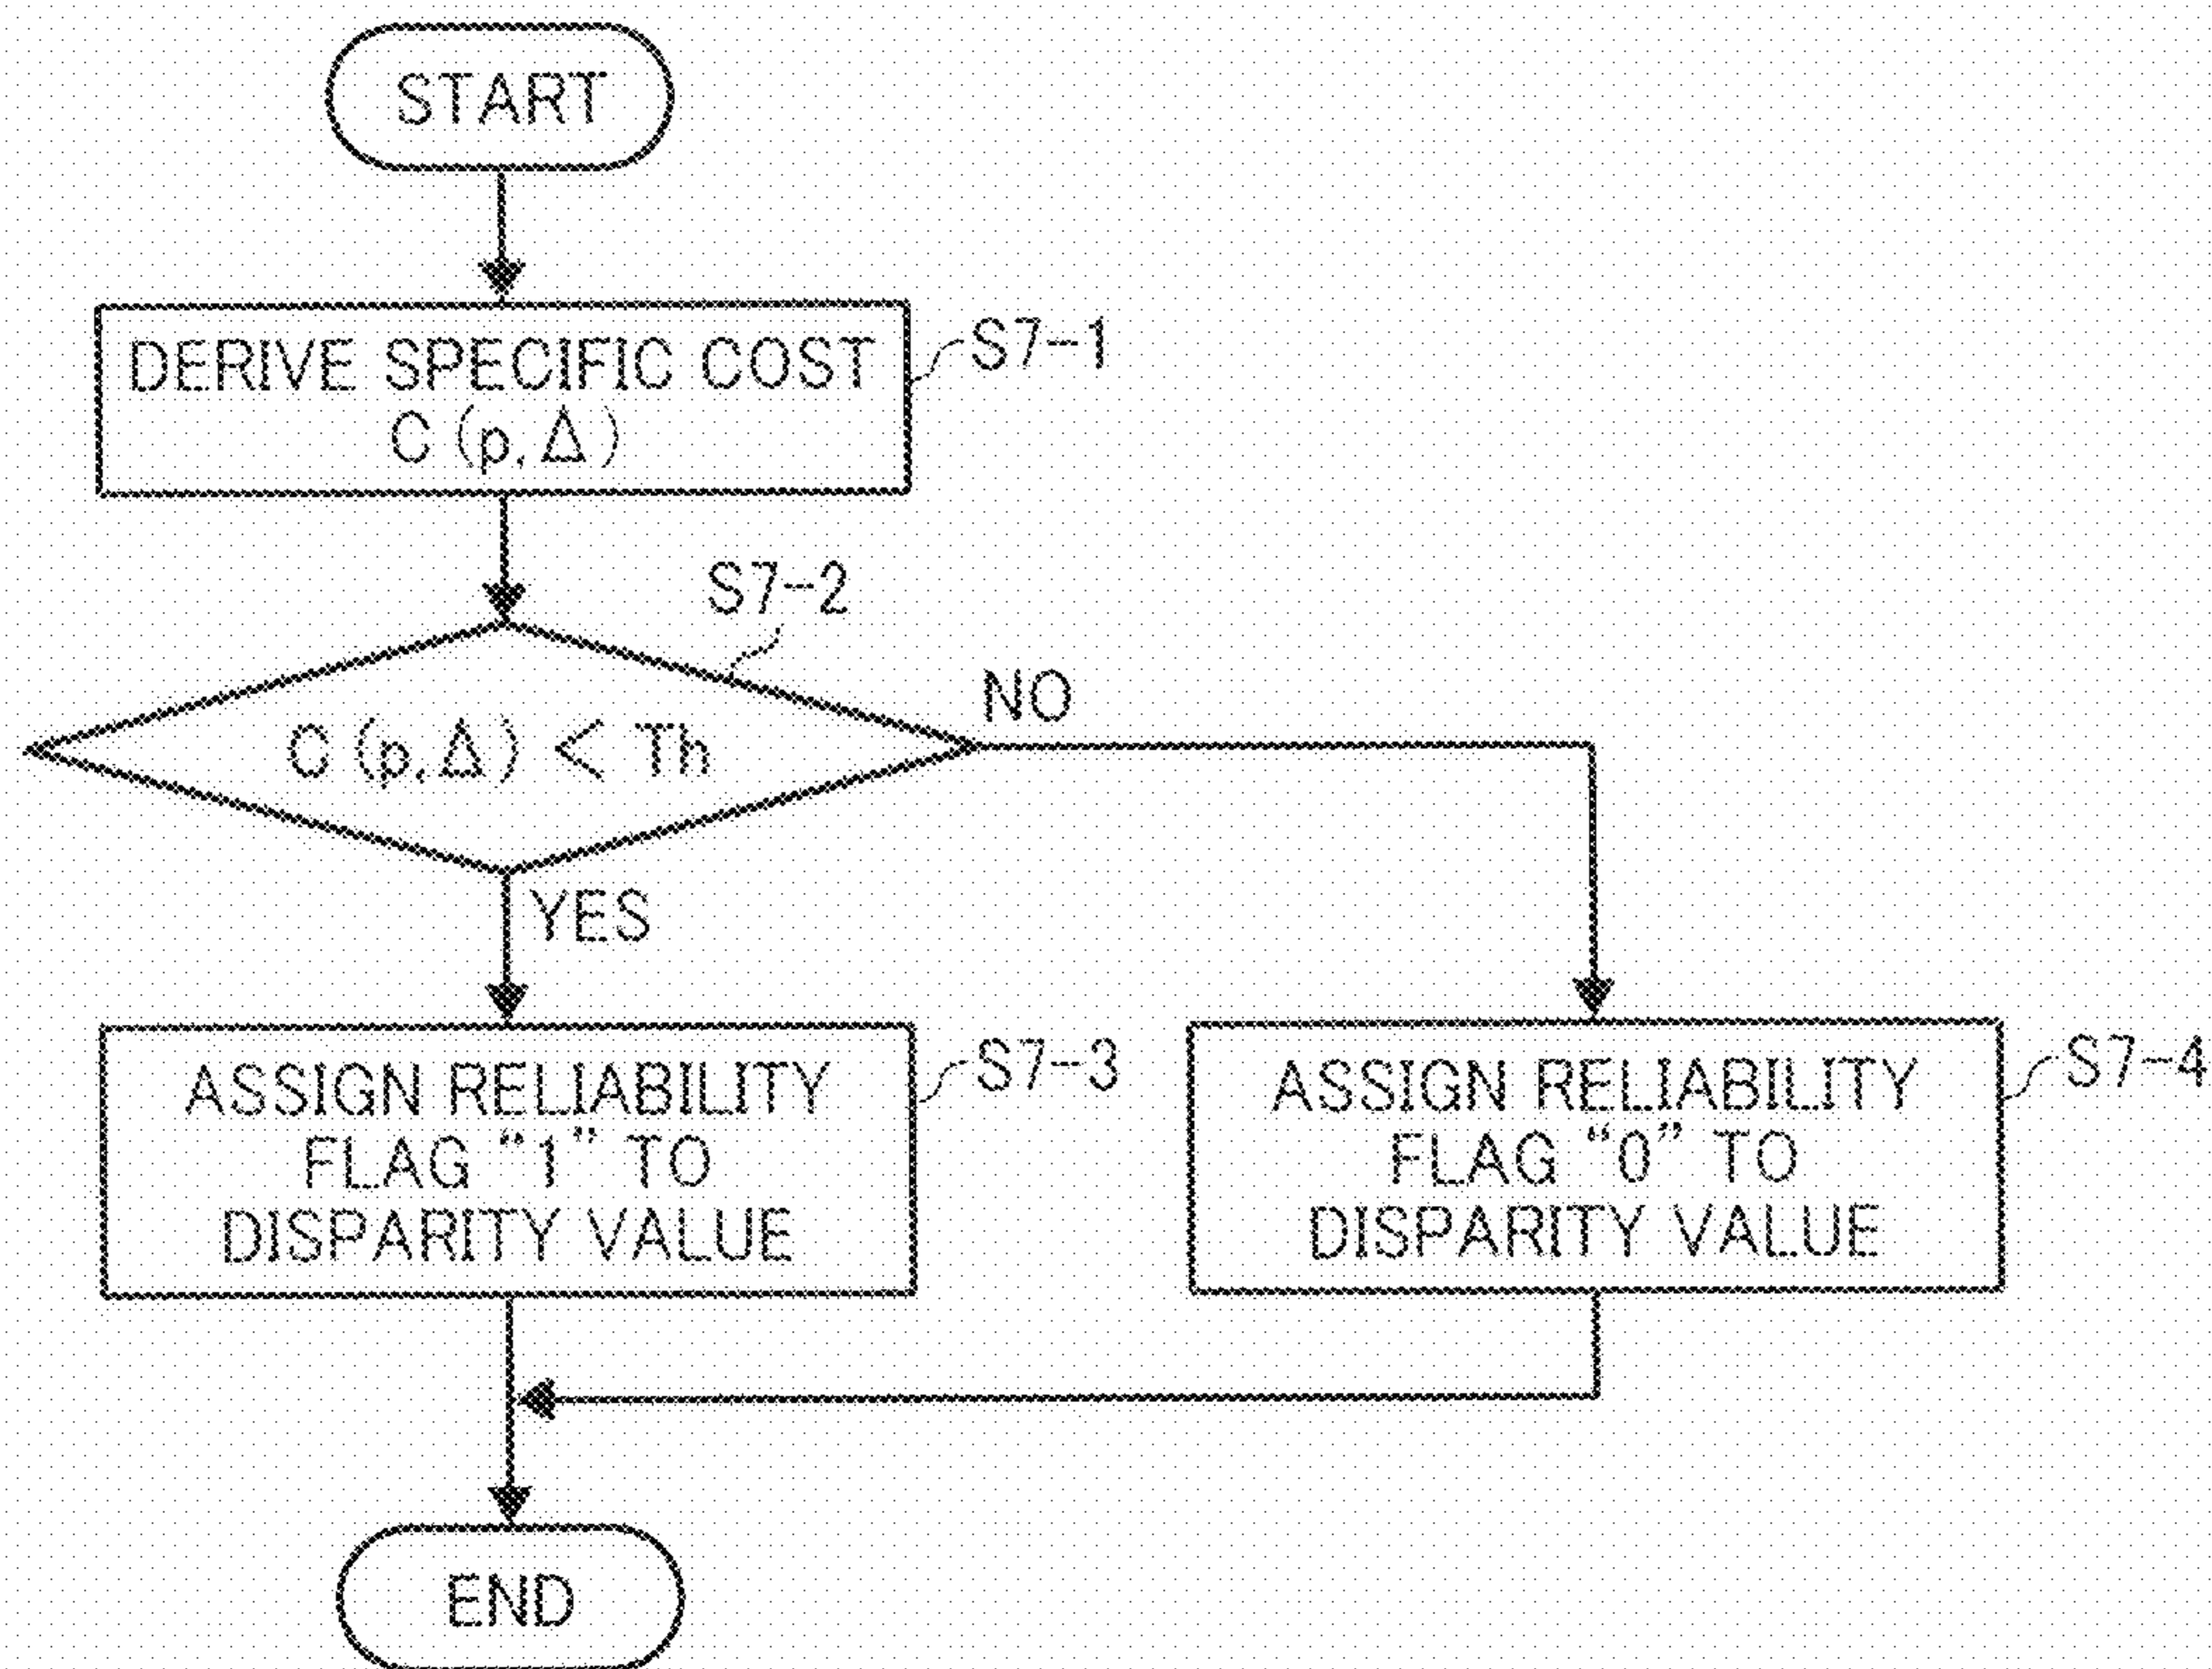 START
DERIVE SPECIFIC COST
C (p, Δ)
S7-1
S7-2
C (p, Δ) < Th
NO
YES
ASSIGN RELIABILITY
FLAG “1” TO
DISPARITY VALUE
S7-3
ASSIGN RELIABILITY
FLAG “0” TO
DISPARITY VALUE
S7-4
END